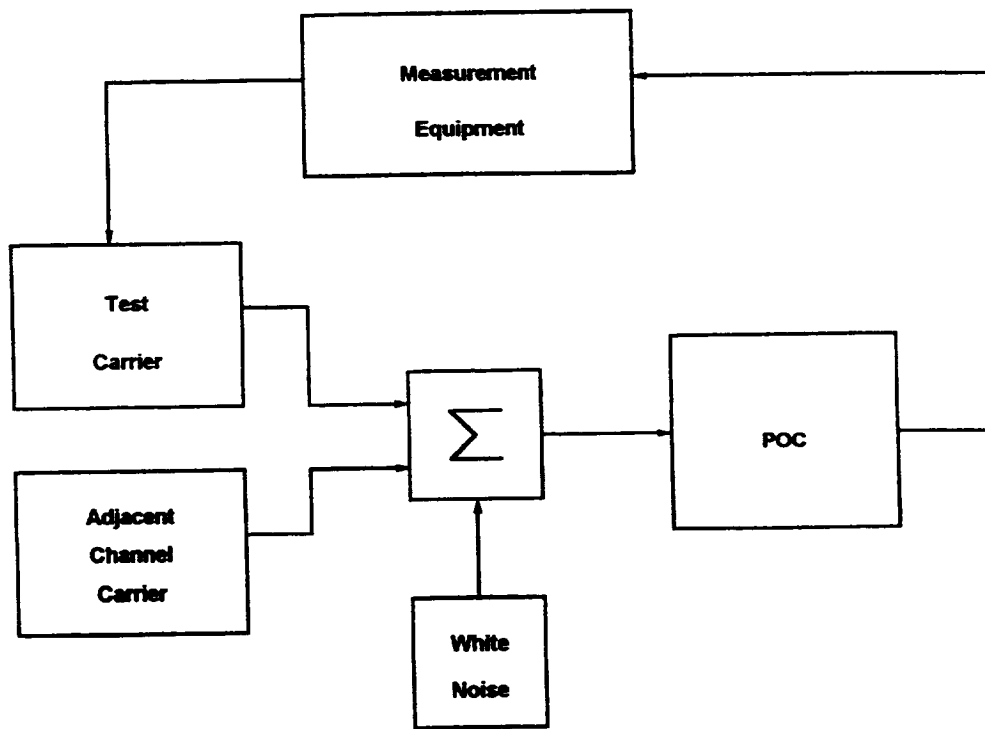 Measurement
Equipment
Test
Carrier
Σ
POC
Adjacent
Channel
Carrier
White
Noise